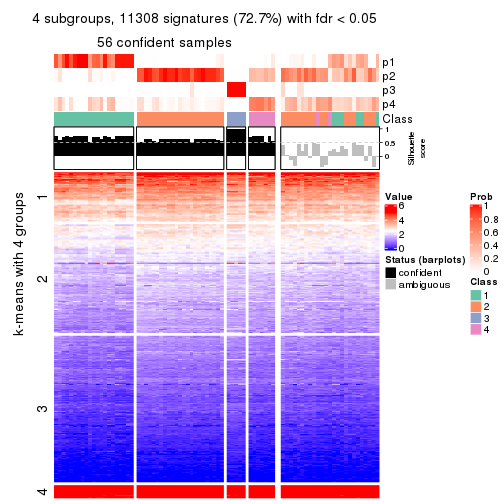 4 subgroups, 11308 signatures (72.7%) with fdr < 0.05
56 confident samples
p1
p2
p3
p4
Class
1
0.5
0
Silhouette
score
k-means with 4 groups
1
2
3
4
Value
6
4
2
0
Status (barplots)
confident
ambiguous
Prob
1
0.8
0.6
0.4
0.2
0
Class
1
2
3
4